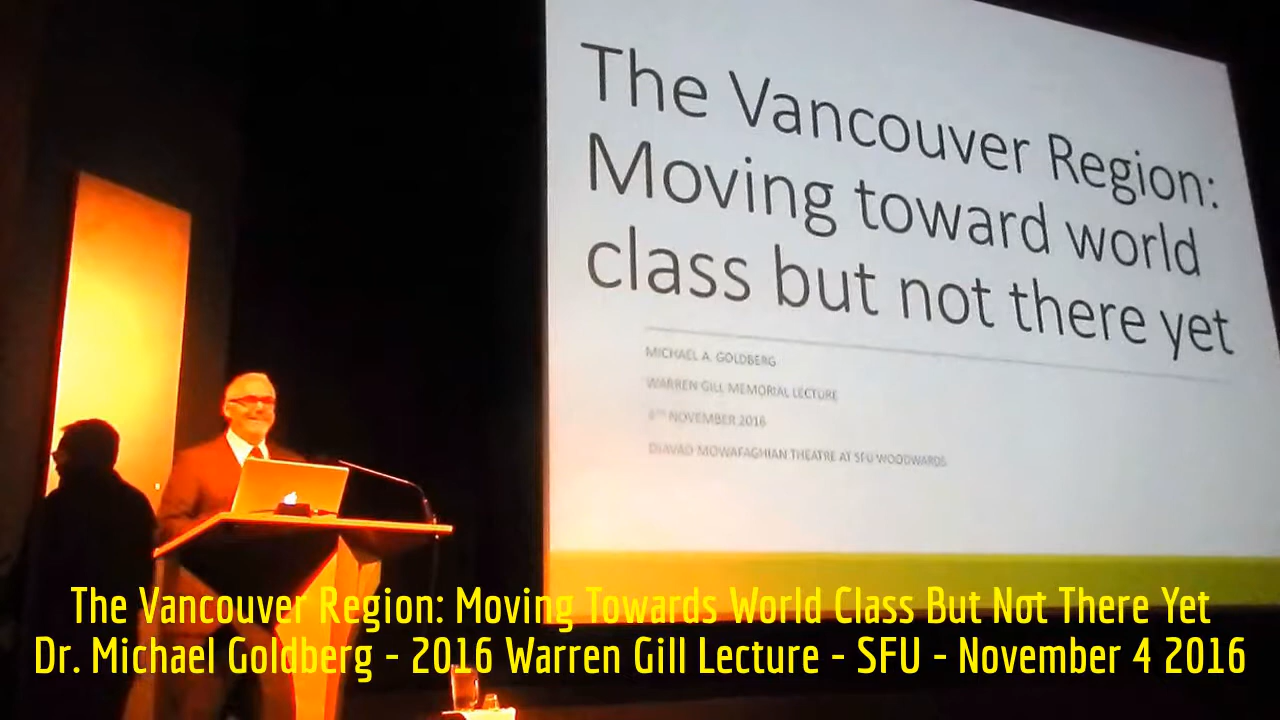 The Vancouver Region:
Moving toward world
class but not there yet
MICHAEL A. GOLDBERG
WARREN GILL MEMORIAL LECTURE
NOVEMBER 2016
DJAVAD MOWAFAGHIAN THEATRE AT SFU WOODWARDS
The Vancouver Region: Moving Towards World Class But Not There Yet
Dr. Michael Goldberg - 2016 Warren Gill Lecture - SFU - November 4 2016